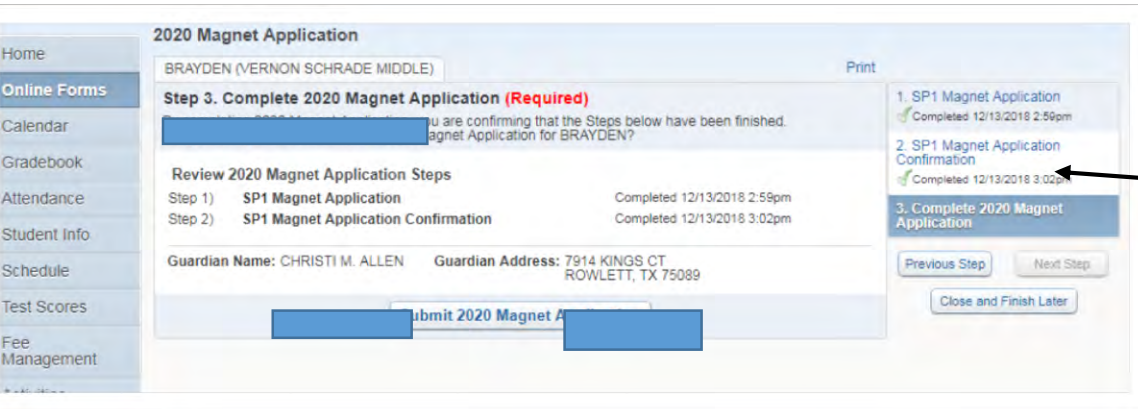 2020 Magnet Application
Home
Online Forms
Calendar
Gradebook
Attendance
Student Info
Schedule
Test Scores
Fee
Management
BRAYDEN (VERNON SCHRADE MIDDLE)
Print
Step 3. Complete 2020 Magnet Application (Required)
are confirming that the Steps below have been finished.
Application for BRAYDEN?
Review 2020 Magnet Application Steps
Step 1) SP1 Magnet Application Completed 12/13/2018 2:59pm
Step 2) SP1 Magnet Application Confirmation Completed 12/13/2018 3:02pm
Guardian Name: CHRISTI M. ALLEN Guardian Address: 7914 KINGS CT
ROWLETT, TX 75089
2020 Magnet
1. SP1 Magnet Application
Completed 12/13/2018 2:59pm
2. SP1 Magnet Application
Confirmation
Completed 12/13/2018 3:02pm
3. Complete 2020 Magnet
Application
Previous Step
Next Step
Close and Finish Later